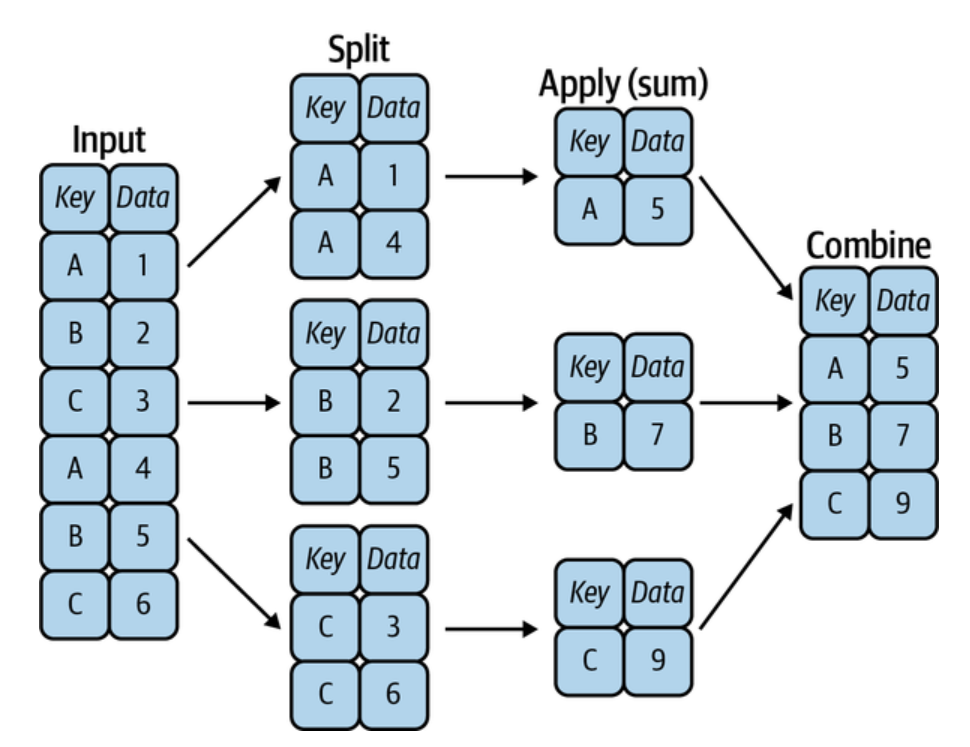 Input
Key Data
A 1
B 2
C 3
A 4
B 5
C 6
Split
Key Data
A 1
A 4
Key Data
B 2
B 5
Key Data
C 3
C 6
Apply (sum)
Key Data
A 5
Key Data
B 7
Key Data
C 9
Combine
Key Data
A 5
B 7
C 9